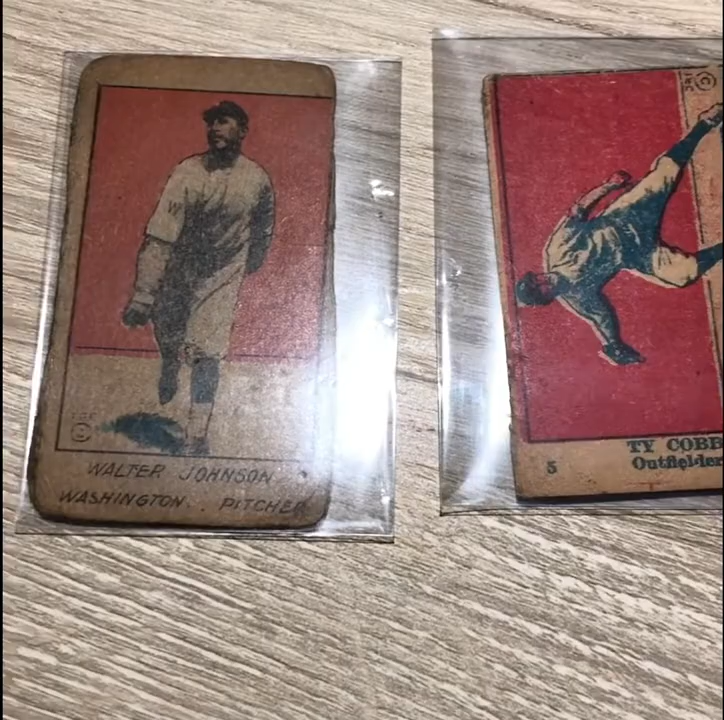 WALTER JOHNSON
WASHINGTON. PITCHER
W
5
TY COBB
Outfielder